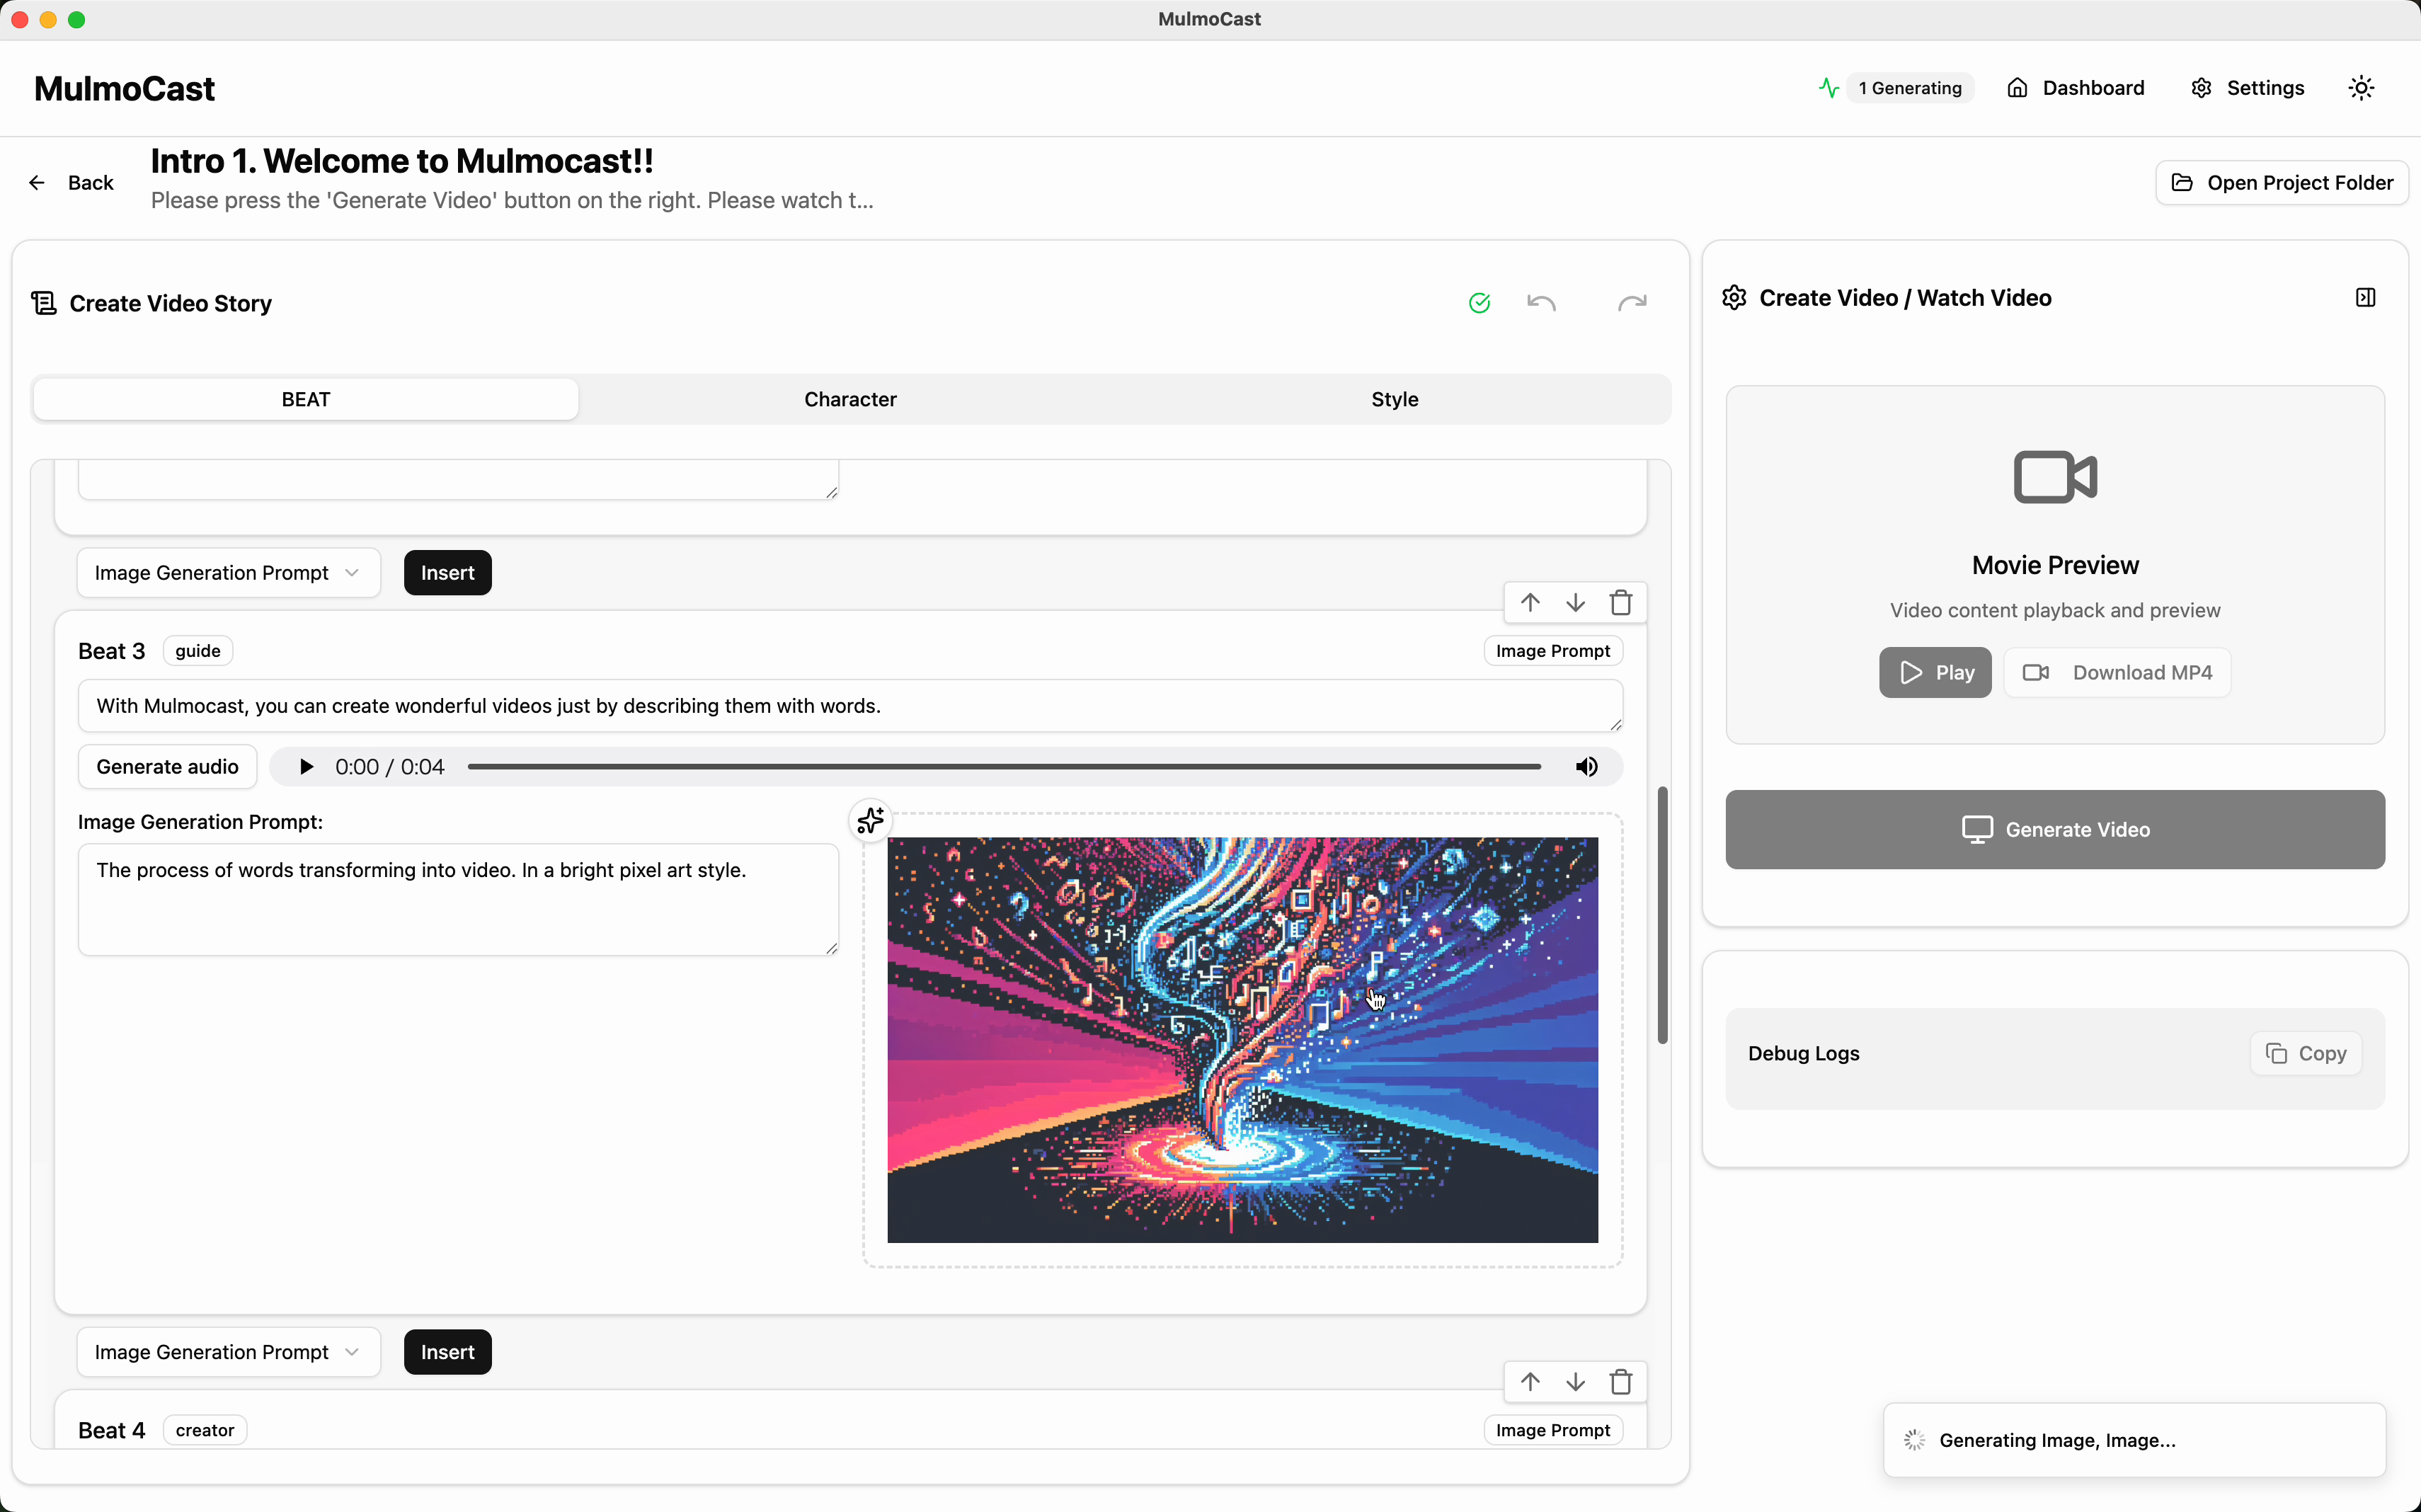 MulmoCast
MulmoCast
1 Generating
Dashboard
Settings
Back
Intro 1. Welcome to Mulmocast!!
Please press the 'Generate Video' button on the right. Please watch t...
Open Project Folder
Create Video Story
BEAT
Character
Style
Image Generation Prompt
Insert
Beat 3
guide
Image Prompt
With Mulmocast, you can create wonderful videos just by describing them with words.
Generate audio
0:00 / 0:04
Image Generation Prompt:
The process of words transforming into video. In a bright pixel art style.
Image Generation Prompt
Insert
Beat 4
creator
Image Prompt
Create Video / Watch Video
Movie Preview
Video content playback and preview
Play
Download MP4
Generate Video
Debug Logs
Copy
Generating Image, Image...